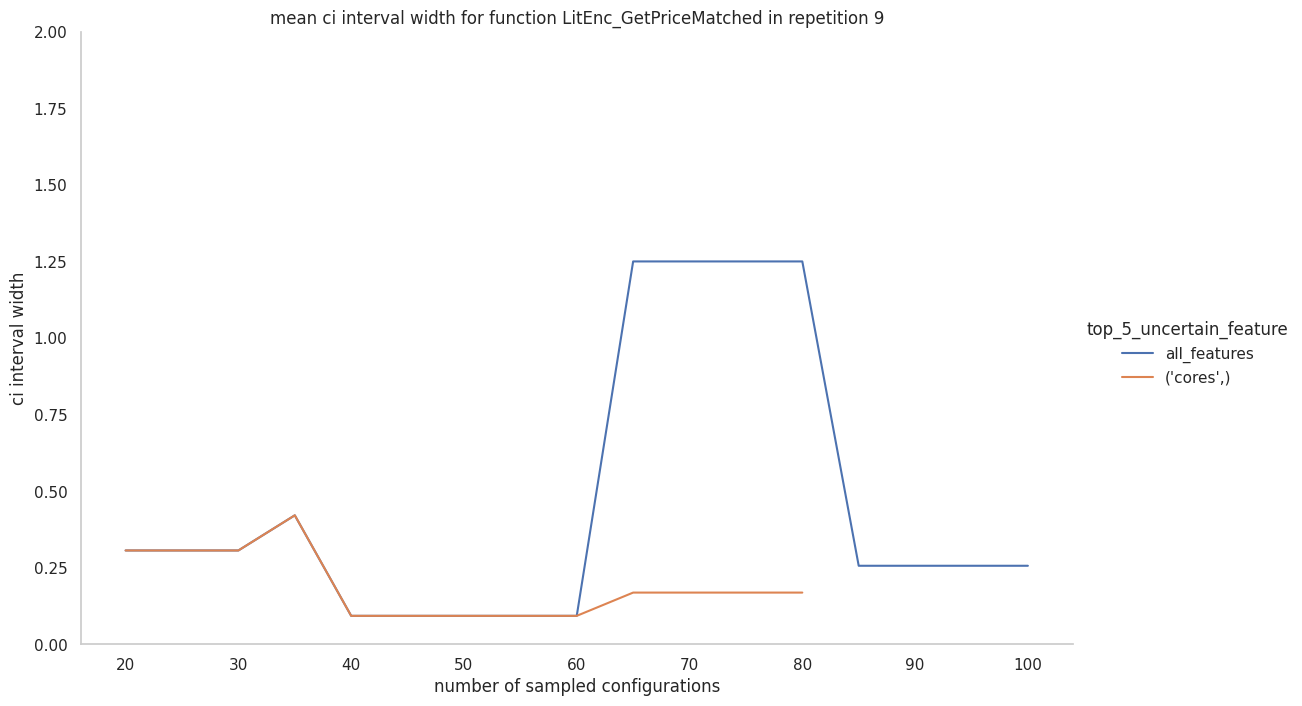 mean ci interval width for function LitEnc_GetPriceMatched in repetition 9
2.00
1.75
1.50
1.25
1.00
0.75
0.50
0.25
0.00
ci interval width
20 30 40 50 60 70 80 90 100
number of sampled configurations
top_5_uncertain_feature
all_features
('cores',)